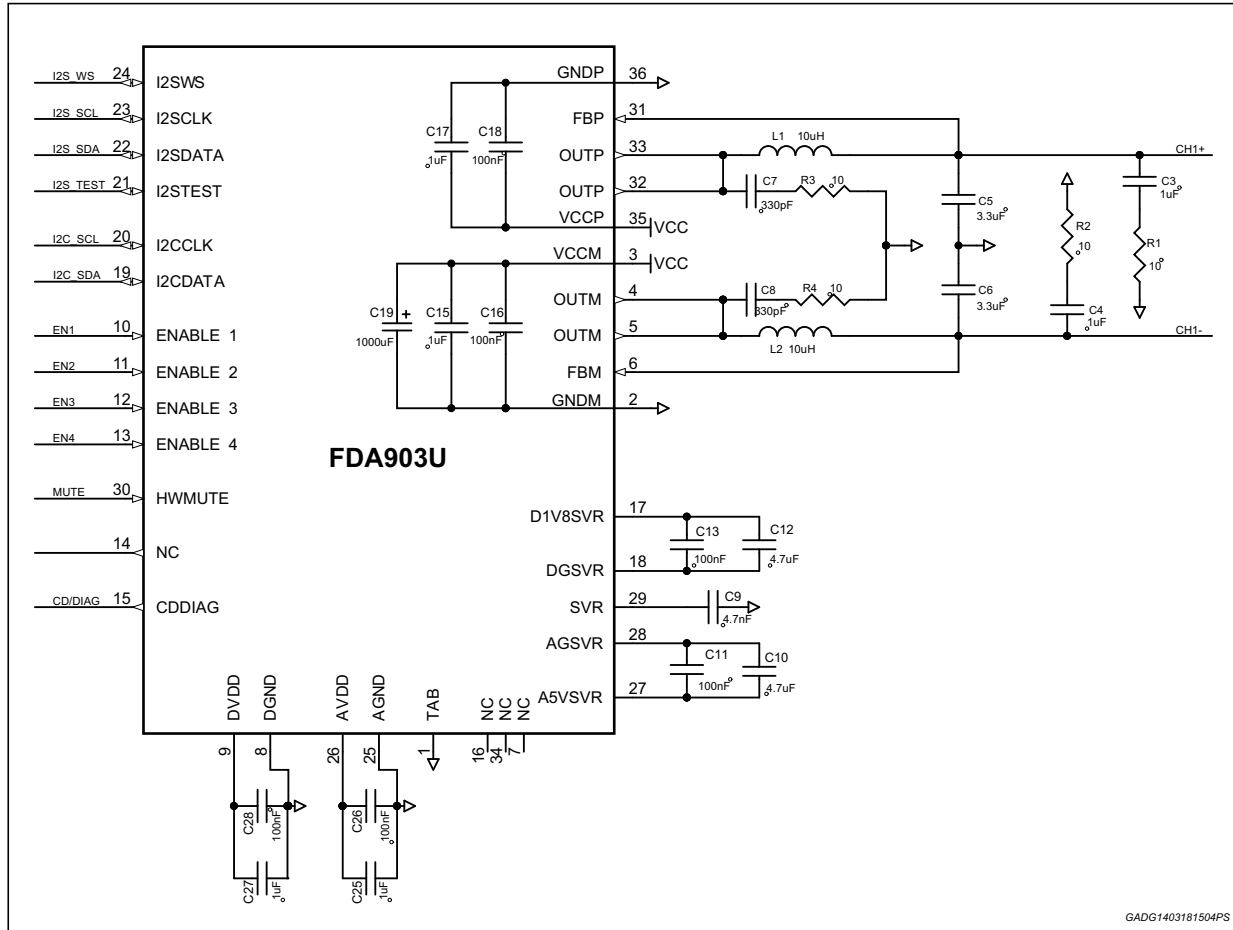 I2S_WS 24 I2SWS
I2S_SCL 23 I2SCLK
I2S_SDA 22 I2SDATA
I2S_TEST 21 I2STEST
I2C_SCL 20 I2CCLK
I2C_SDA 19 I2CDATA
EN1 10 ENABLE 1
EN2 11 ENABLE 2
EN3 12 ENABLE 3
EN4 13 ENABLE 4
MUTE 30 HWMUTE
14 NC
CD/DIAG 15 CDDIAG
FDA903U
GNDP 36
FBP 31
OUTP 33
OUTP 32
VCCP 35 VCC
VCCM 3 VCC
OUTM 4
OUTM 5
FBM 6
GNDM 2
D1V8SVR 17
DGSVR 18
SVR 29
AGSVR 28
A5VSVR 27
C17
1uF
C18
100nF
C19 +
1000uF
C15
1uF
C16
100nF
L1 10uH
C7
330pF
R3 10
C8
330pF
R4 10
L2 10uH
C5
3.3uF
C6
3.3uF
R2
10
C4
1uF
C3
1uF
R1
10
CH1+
CH1-
C13
100nF
C12
4.7uF
C9
4.7nF
C11
100nF
C10
4.7uF
DVDD
DGND
AVDD
AGND
TAB
NC
NC
NC
9
8
26
25
1
16
34
7
C28
100nF
C27
1uF
C26
100nF
C25
1uF
GADG1403181504PS